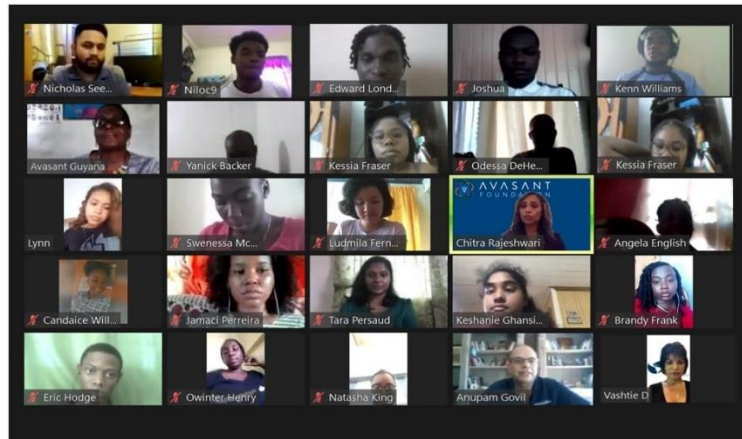 Nicholas See...
Niloc9
Edward Lond...
Joshua
Kenn Williams
Avasant Guyana
Yanick Backer
Kessia Fraser
Odessa DeHe...
Kessia Fraser
Lynn
Swenessa Mc...
Ludmila Fern...
AVASANT
FOUNDATION
Chitra Rajeshwari
Angela English
Candaice Will...
Jamaci Perreira
Tara Persaud
Keshanie Ghansi...
Brandy Frank
Eric Hodge
Owinter Henry
Natasha King
Anupam Govil
Vashtie D